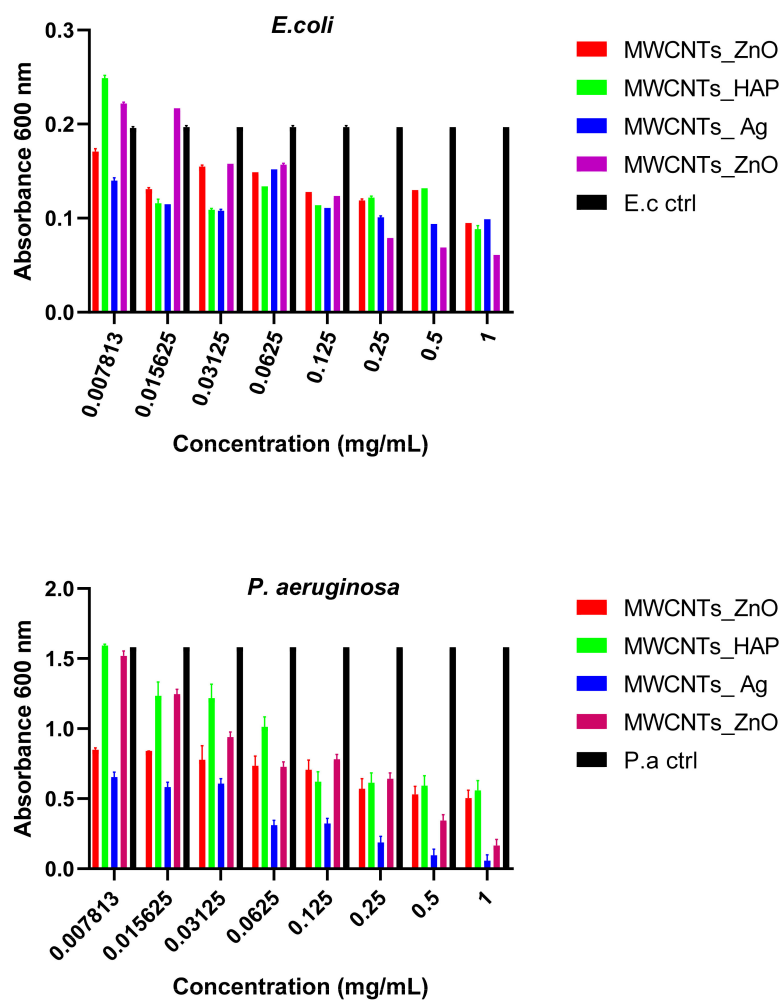 E.coli
Absorbance 600 nm
0.3
0.2
0.1
0.0
0.007813
0.015625
0.03125
0.0625
0.125
0.25
0.5
1
Concentration (mg/mL)
MWCNTs_ZnO
MWCNTs_HAP
MWCNTs_ Ag
MWCNTs_ZnO
E.c ctrl
P. aeruginosa
Absorbance 600 nm
2.0
1.5
1.0
0.5
0.0
0.007813
0.015625
0.03125
0.0625
0.125
0.25
0.5
1
Concentration (mg/mL)
MWCNTs_ZnO
MWCNTs_HAP
MWCNTs_ Ag
MWCNTs_ZnO
P.a ctrl